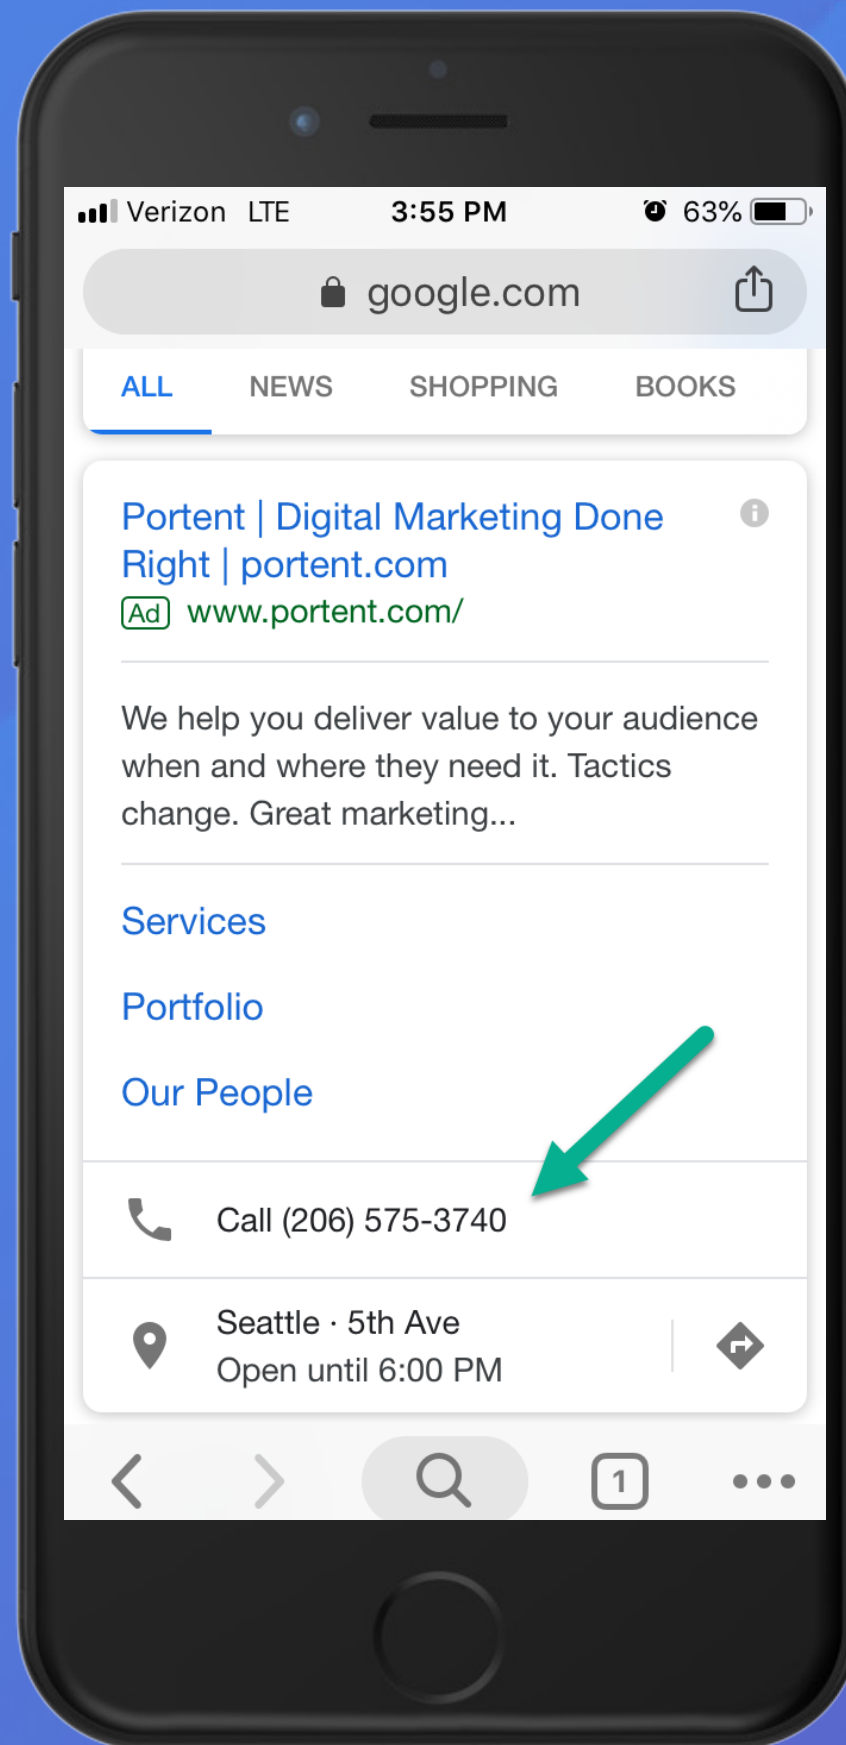 Verizon LTE 3:55 PM 63%
google.com
ALL NEWS SHOPPING BOOKS
Portent | Digital Marketing Done
Right | portent.com
Ad www.portent.com/
We help you deliver value to your audience
when and where they need it. Tactics
change. Great marketing...
Services
Portfolio
Our People
Call (206) 575-3740
Seattle · 5th Ave
Open until 6:00 PM
1